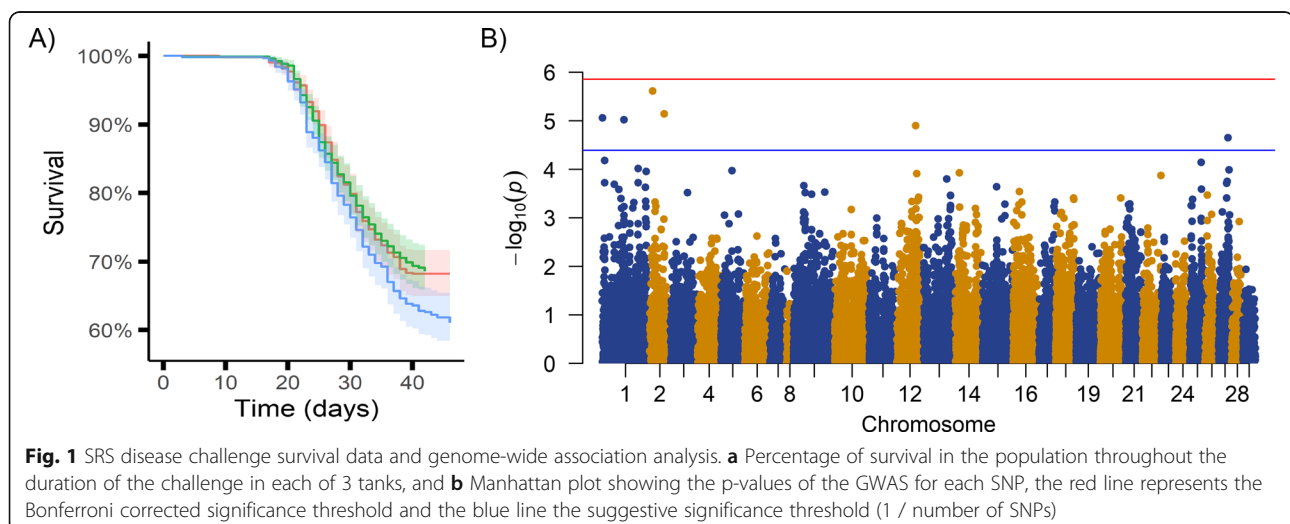 A)
100%
90%
80%
70%
60%
Survival
0 10 20 30 40
Time (days)
B)
6
5
4
3
2
1
0
−log10(p)
1 2 4 6 8 10 12 14 16 19 21 24 28
Chromosome
Fig. 1 SRS disease challenge survival data and genome-wide association analysis. a Percentage of survival in the population throughout the
duration of the challenge in each of 3 tanks, and b Manhattan plot showing the p-values of the GWAS for each SNP, the red line represents the
Bonferroni corrected significance threshold and the blue line the suggestive significance threshold (1 / number of SNPs)